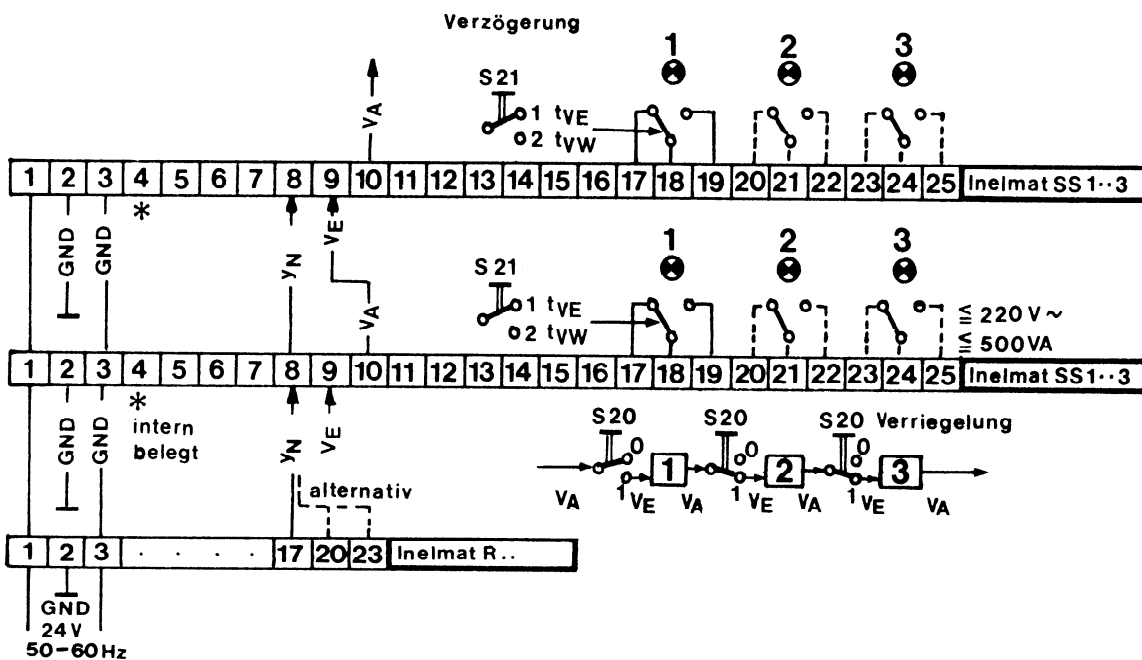 Verzögerung
1 2 3
S21
1 tVE
2 tVW
VA
1 2 3 4 5 6 7 8 9 10 11 12 13 14 15 16 17 18 19 20 21 22 23 24 25 Inelmat SS1··3
*
GND GND yN VE VA
1 2 3
S21
1 tVE
2 tVW
≦ 220 V ~
≦ 500 VA
1 2 3 4 5 6 7 8 9 10 11 12 13 14 15 16 17 18 19 20 21 22 23 24 25 Inelmat SS1··3
*
intern
belegt
GND GND yN VE
S20 S20 S20 Verriegelung
0 0 0
1 2 3
VA 1 VE VA 1 VE VA 1 VE VA
alternativ
1 2 3 · · · · 17 20 23 Inelmat R..
GND
24V
50-60Hz